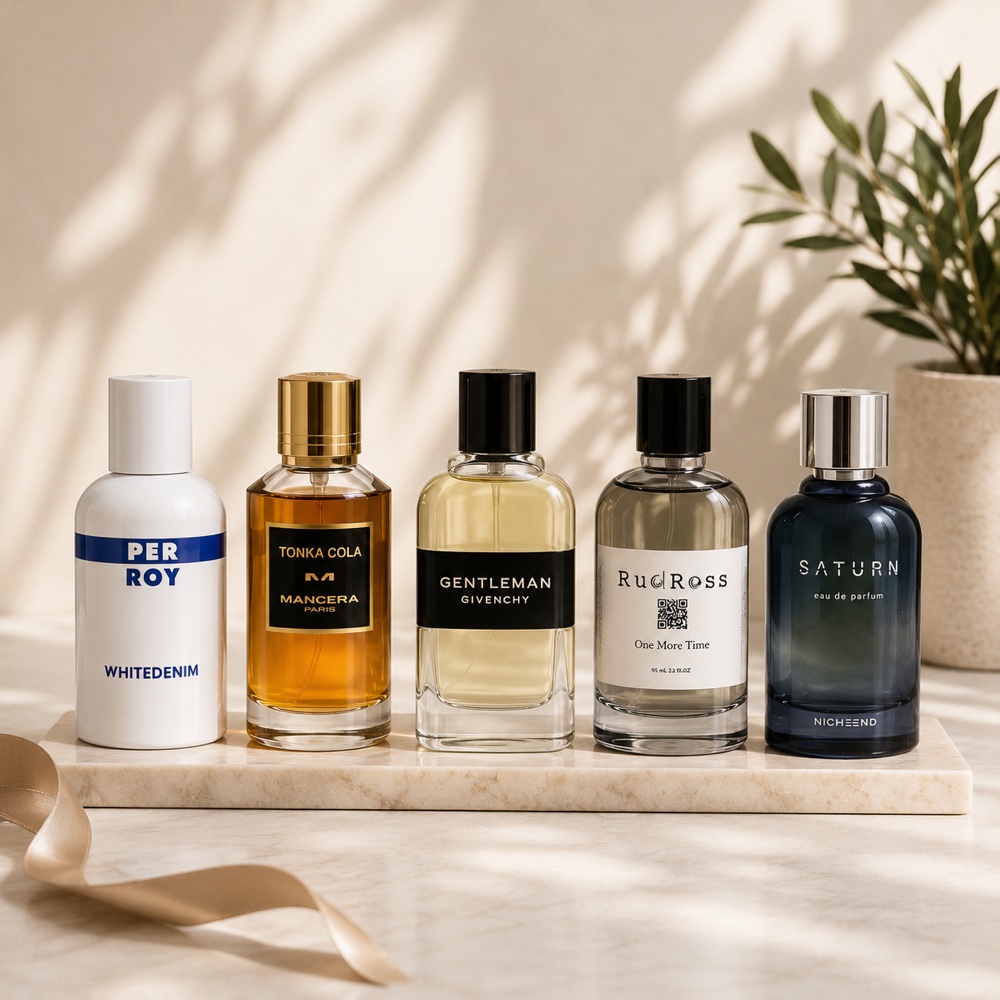 PER
ROY
WHITEDENIM
TONKA COLA
MANCERA
PARIS
GENTLEMAN
GIVENCHY
RudRoss
One More Time
95 mL 3.2 fl.OZ
SATURN
eau de parfum
NICHEEND